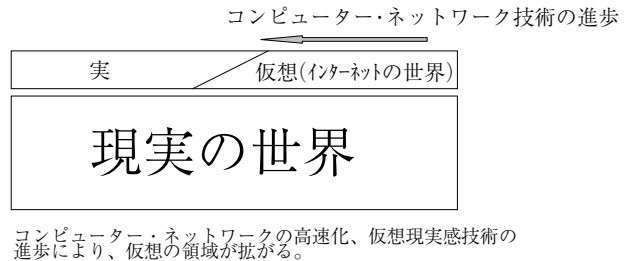 コンピューター・ネットワーク技術の進歩
実 仮想(インターネットの世界)
現実の世界
コンピューター・ネットワークの高速化、仮想現実感技術の
進歩により、仮想の領域が拡がる。